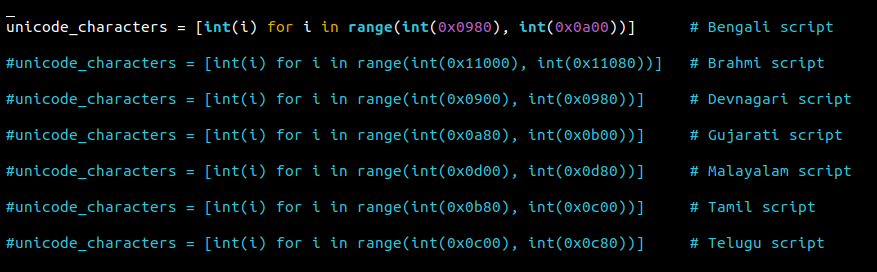 unicode_characters = [int(i) for i in range(int(0x0980), int(0x0a00))] # Bengali script
#unicode_characters = [int(i) for i in range(int(0x11000), int(0x11080))] # Brahmi script
#unicode_characters = [int(i) for i in range(int(0x0900), int(0x0980))] # Devnagari script
#unicode_characters = [int(i) for i in range(int(0x0a80), int(0x0b00))] # Gujarati script
#unicode_characters = [int(i) for i in range(int(0x0d00), int(0x0d80))] # Malayalam script
#unicode_characters = [int(i) for i in range(int(0x0b80), int(0x0c00))] # Tamil script
#unicode_characters = [int(i) for i in range(int(0x0c00), int(0x0c80))] # Telugu script